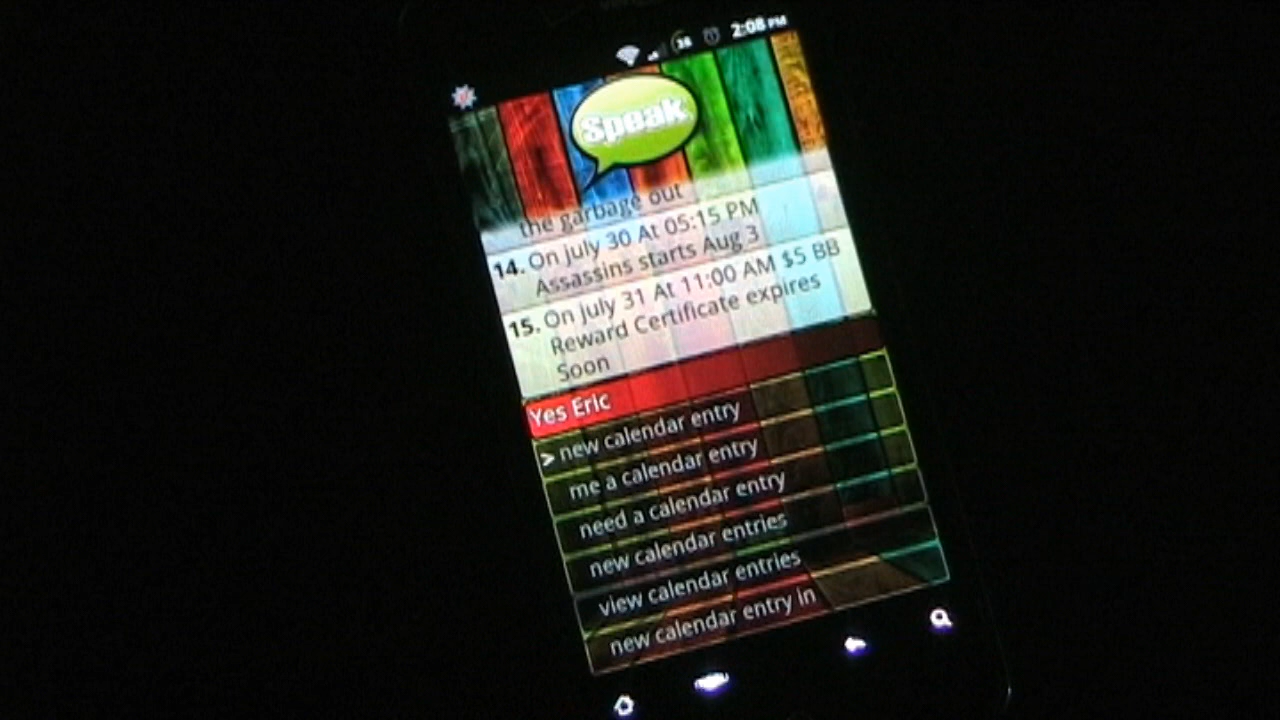 38 2:08 PM
Speak
the garbage out
14. On july 30 At 05:15 PM
Assassins starts Aug 3
15. On july 31 At 11:00 AM $5 BB
Reward Certificate expires
Soon
Yes Eric
> new calendar entry
me a calendar entry
need a calendar entry
new calendar entries
view calendar entries
new calendar entry in
menu